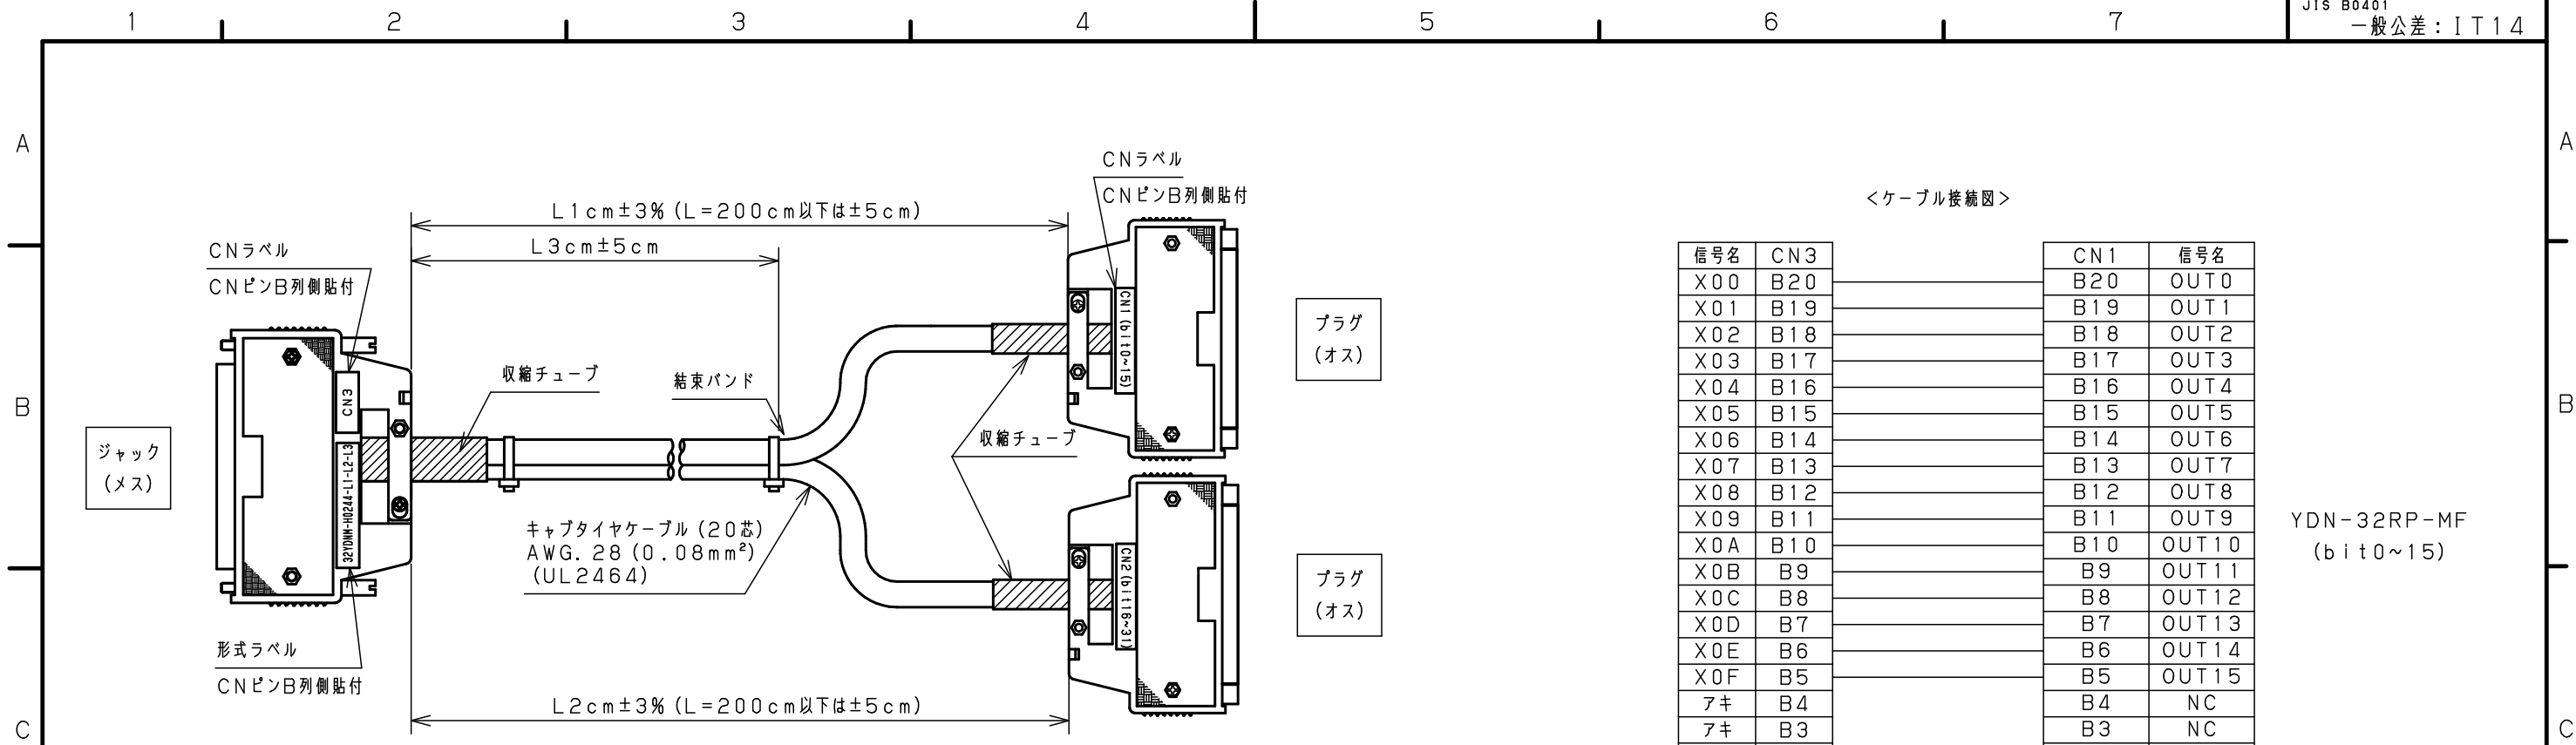 1 2 3 4 5 6 7
JIS B0401
一般公差：IT14
A
A
CNラベル
CNピンB列側貼付
L1cm±3%（L=200cm以下は±5cm）
L3cm±5cm
CNラベル
CNピンB列側貼付
CN1（bit0~15）
プラグ
（オス）
収縮チューブ
結束バンド
収縮チューブ
CN3
32YDNM-H0244-L1-L2-L3
ジャック
（メス）
B
B
キャブタイヤケーブル（20芯）
AWG.28（0.08mm²）
（UL2464）
CN2（bit16~31）
プラグ
（オス）
形式ラベル
CNピンB列側貼付
L2cm±3%（L=200cm以下は±5cm）
C
C
＜ケーブル接続図＞
信号名 CN3 CN1 信号名
X00 B20 B20 OUT0
X01 B19 B19 OUT1
X02 B18 B18 OUT2
X03 B17 B17 OUT3
X04 B16 B16 OUT4
X05 B15 B15 OUT5
X06 B14 B14 OUT6
X07 B13 B13 OUT7
X08 B12 B12 OUT8
X09 B11 B11 OUT9
X0A B10 B10 OUT10
X0B B9 B9 OUT11
X0C B8 B8 OUT12
X0D B7 B7 OUT13
X0E B6 B6 OUT14
X0F B5 B5 OUT15
アキ B4 B4 NC
アキ B3 B3 NC
YDN-32RP-MF
（bit0~15）